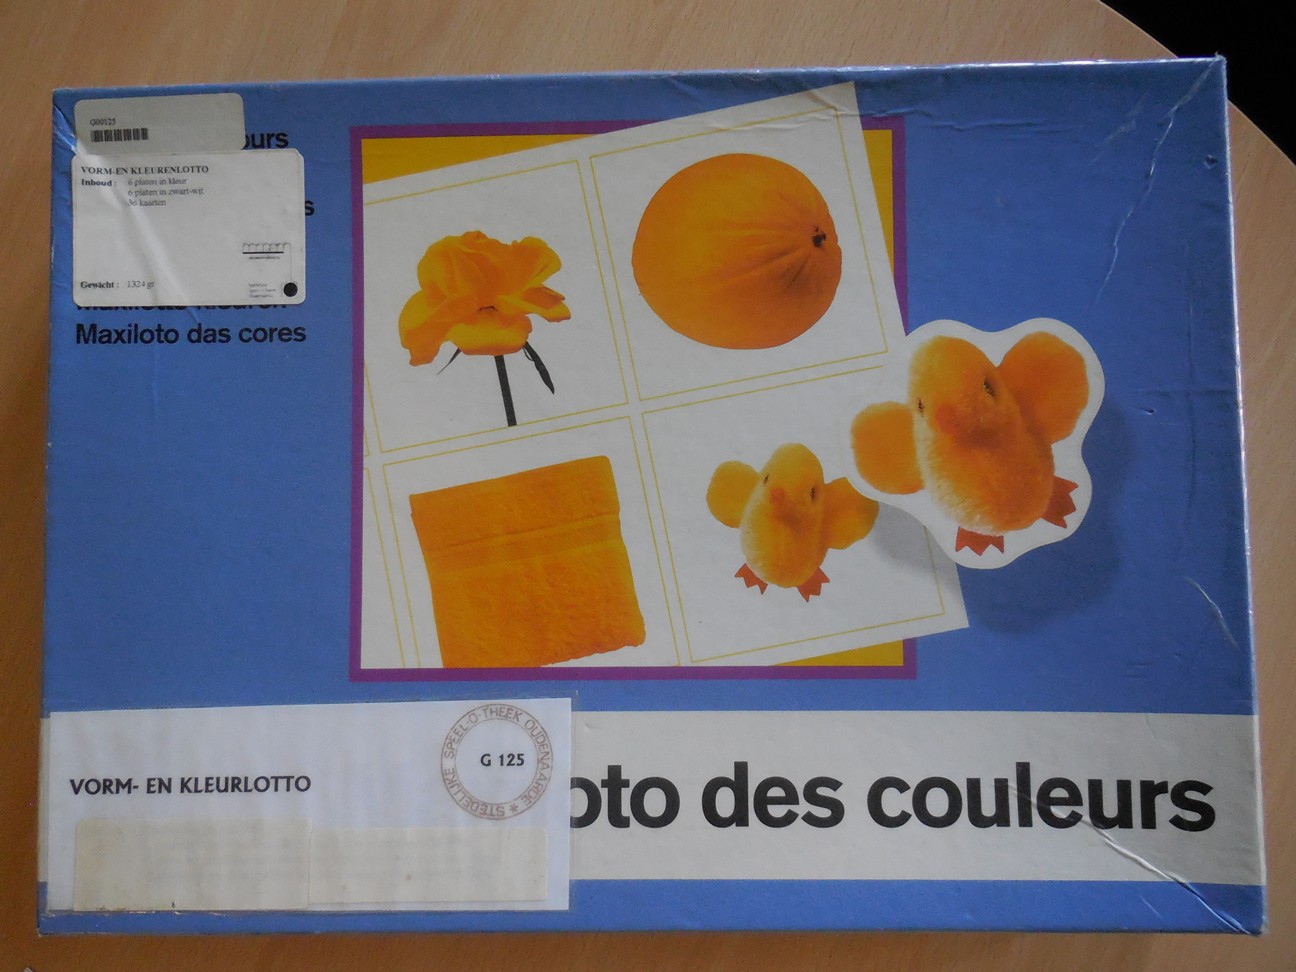 G00125
ours
VORM-EN KLEURENLOTTO
Inhoud : 6 platen in kleur
6 platen in zwart-wit
36 kaarten
s
Gewicht : 1324 gr
Maxiloto das cores
VORM- EN KLEURLOTTO
STEDELIJKE SPEEL-O-THEEK OUDENAARDE *
G 125
oto des couleurs